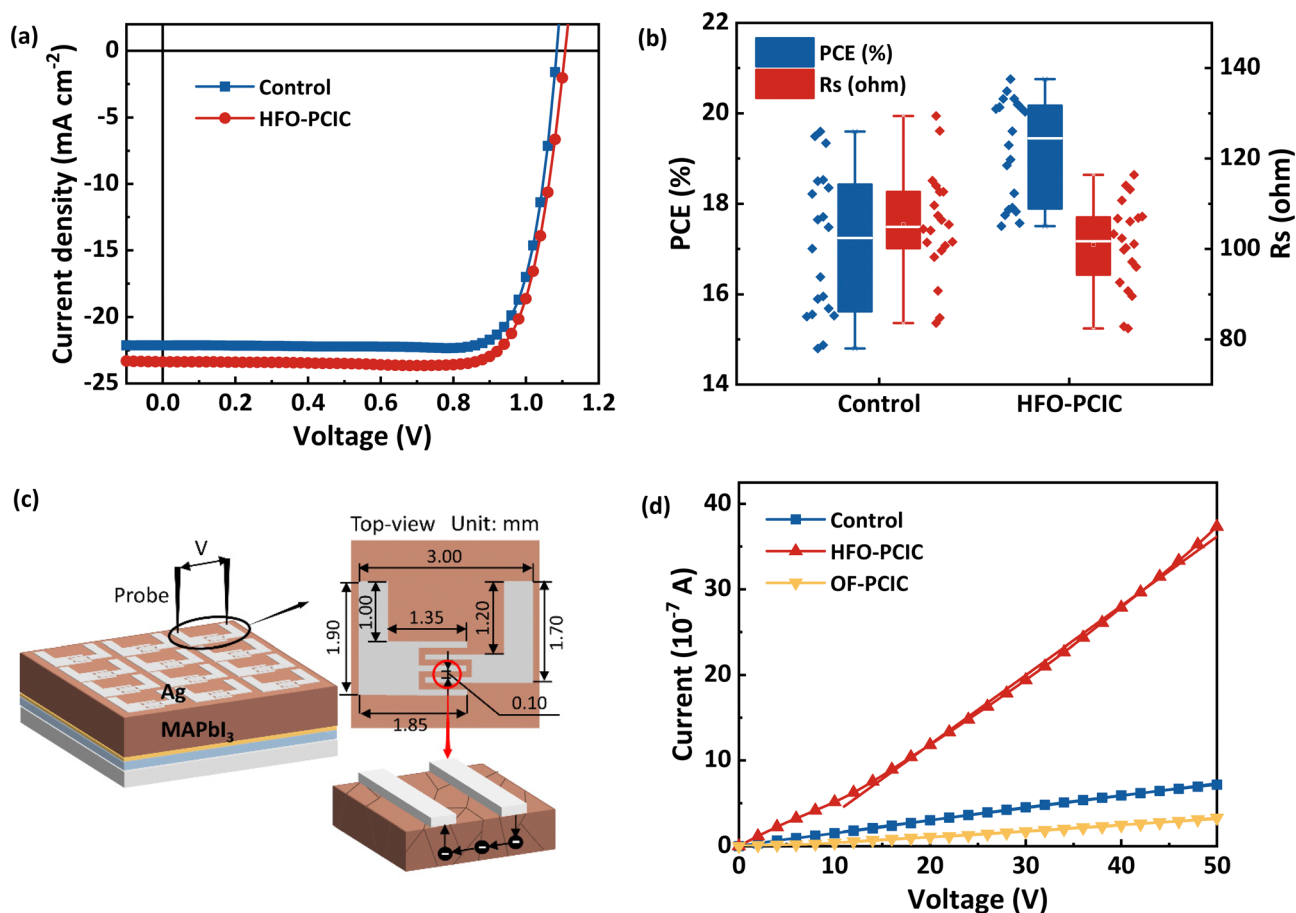 (a)
Current density (mA cm⁻²)
0
-5
-10
-15
-20
-25
Control
HFO-PCIC
0.0
0.2
0.4
0.6
0.8
1.0
1.2
Voltage (V)
(b)
PCE (%)
22
20
18
16
14
PCE (%)
Rs (ohm)
140
120
100
80
Rs (ohm)
Control
HFO-PCIC
(c)
Top-view Unit: mm
V
Probe
Ag
MAPbI₃
3.00
1.00
1.90
1.35
1.20
1.70
0.10
1.85
(d)
Current (10⁻⁷ A)
40
30
20
10
0
Control
HFO-PCIC
OF-PCIC
0
10
20
30
40
50
Voltage (V)